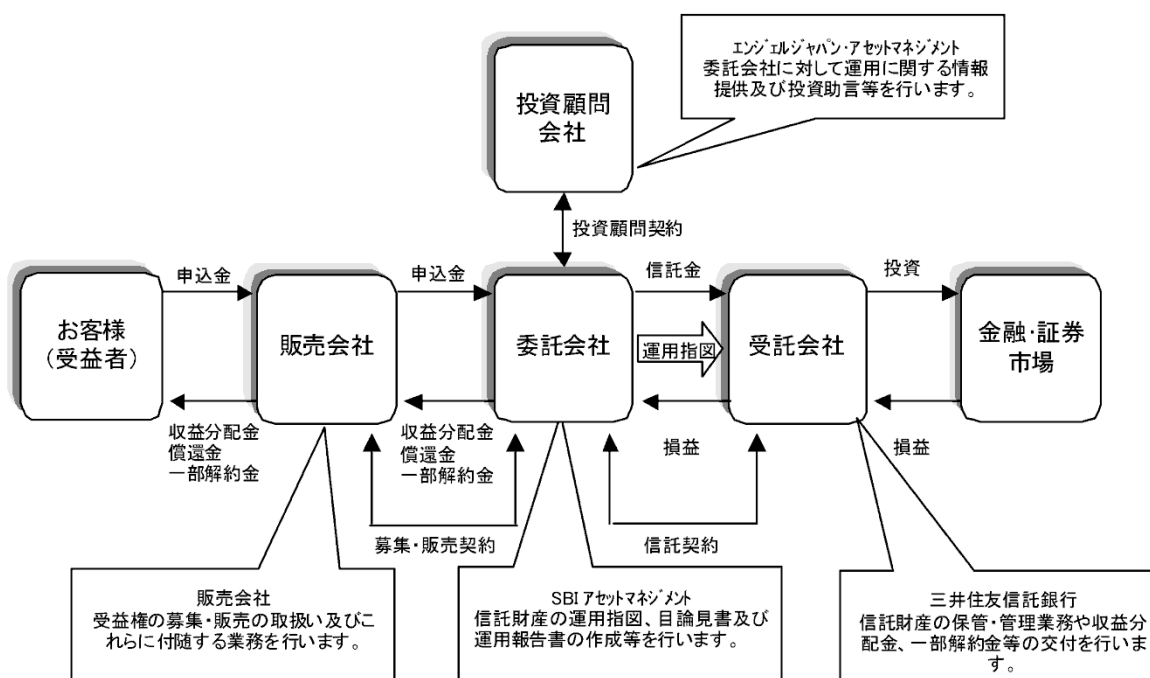 エンジェルジャパン・アセットマネジメント
委託会社に対して運用に関する情報
提供及び投資助言等を行います。
投資顧問
会社
投資顧問契約
申込金
申込金
信託金
投資
お客様
(受益者)
販売会社
委託会社
運用指図
受託会社
金融・証券
市場
収益分配金
償還金
一部解約金
収益分配金
償還金
一部解約金
損益
損益
募集・販売契約
信託契約
販売会社
受益権の募集・販売の取扱い及びこ
れらに付随する業務を行います。
SBIアセットマネジメント
信託財産の運用指図、目論見書及び
運用報告書の作成等を行います。
三井住友信託銀行
信託財産の保管・管理業務や収益分
配金、一部解約金等の交付を行いま
す。